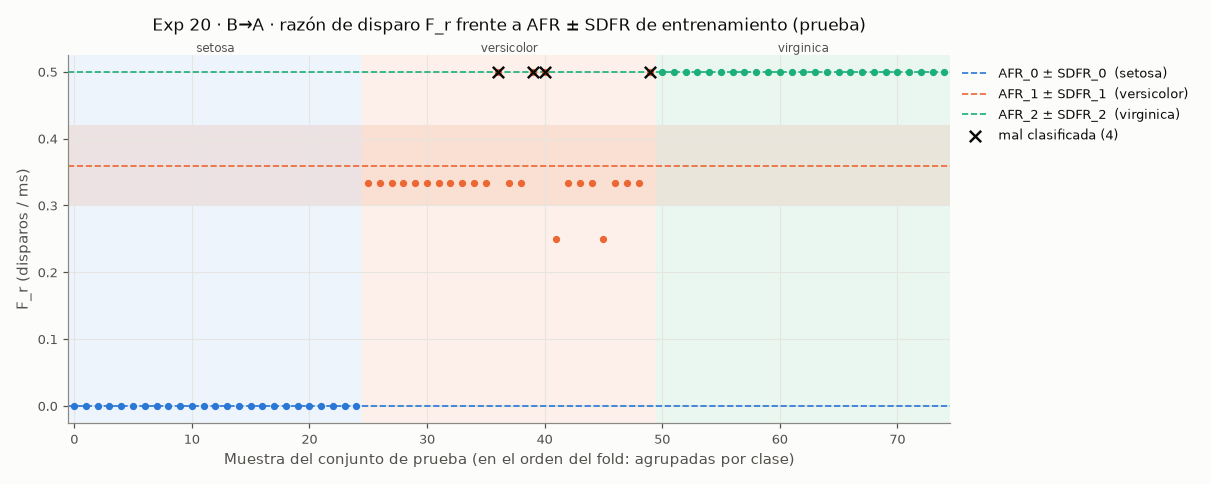 Exp 20 · B→A · razón de disparo F_r frente a AFR ± SDFR de entrenamiento (prueba)
setosa
versicolor
virginica
0.5
0.4
0.3
0.2
0.1
0.0
F_r (disparos / ms)
0
10
20
30
40
50
60
70
Muestra del conjunto de prueba (en el orden del fold: agrupadas por clase)
AFR_0 ± SDFR_0 (setosa)
AFR_1 ± SDFR_1 (versicolor)
AFR_2 ± SDFR_2 (virginica)
mal clasificada (4)